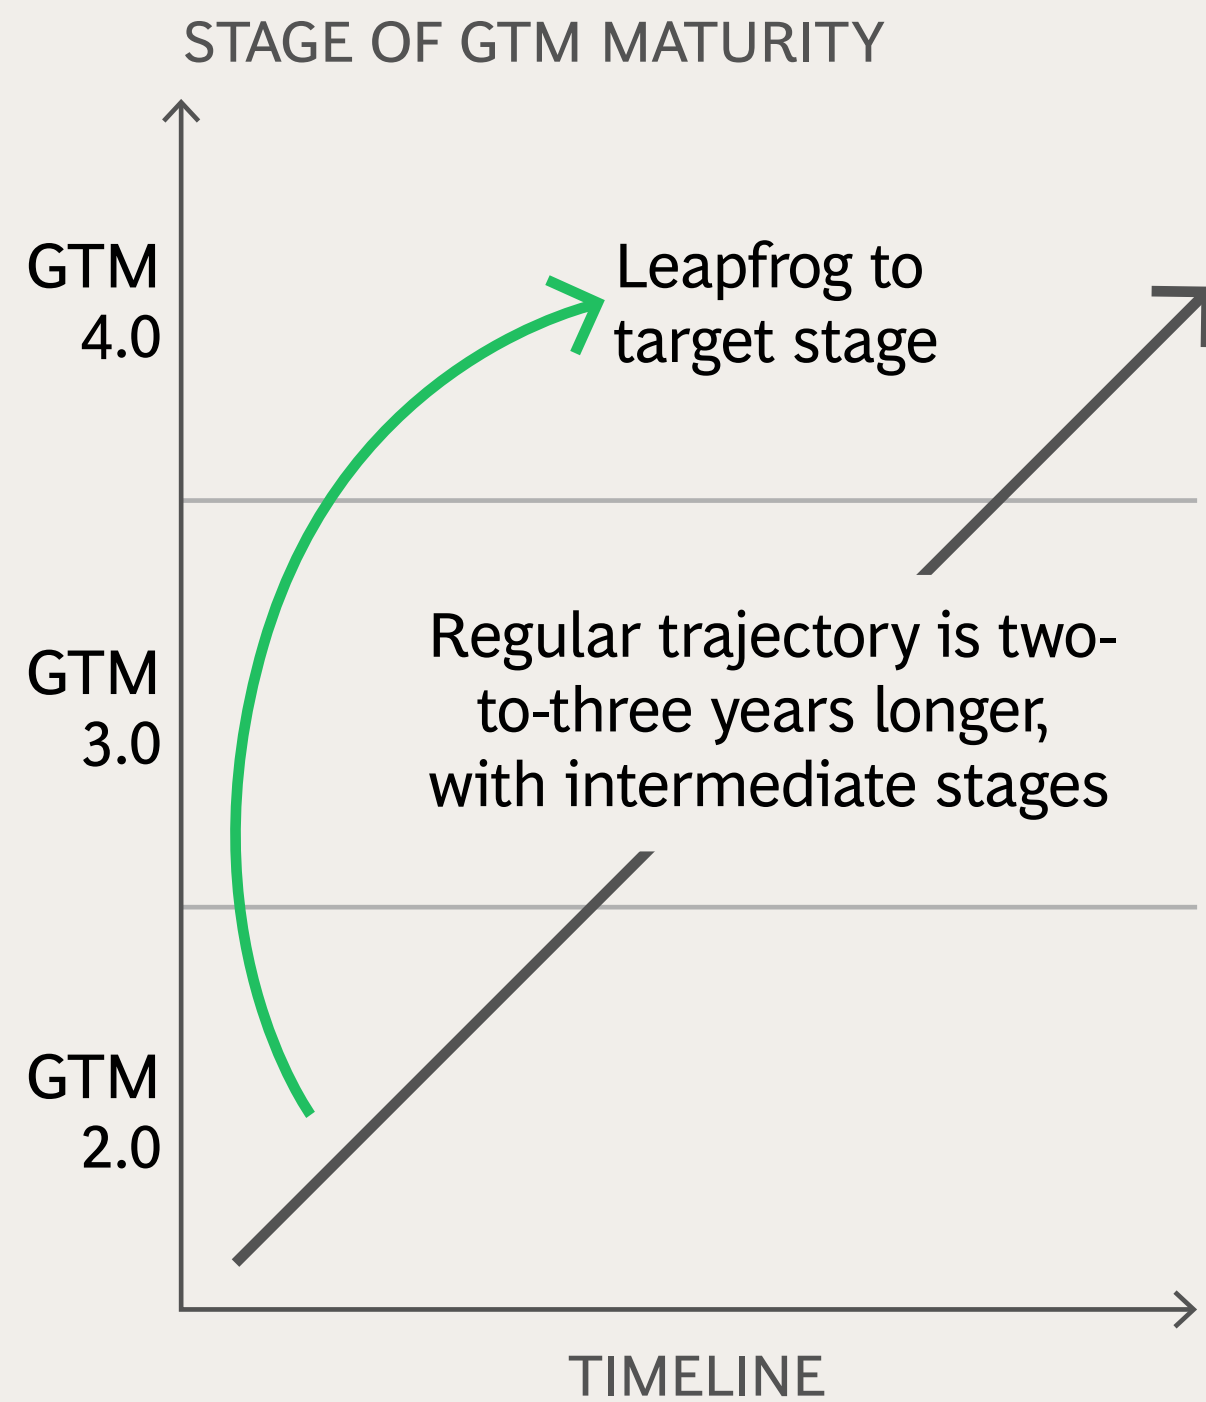 STAGE OF GTM MATURITY
GTM
4.0
Leapfrog to
target stage
GTM
3.0
Regular trajectory is two-
to-three years longer,
with intermediate stages
GTM
2.0
TIMELINE